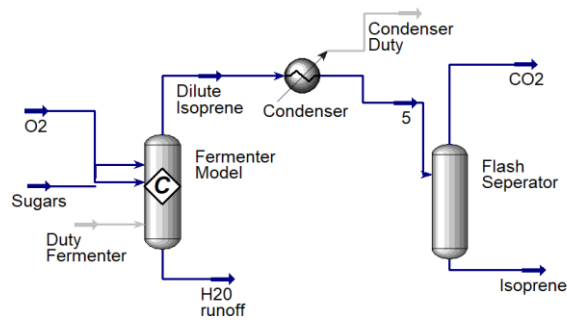 Condenser
Duty
CO2
Dilute
Isoprene
Condenser
5
O2
Fermenter
Model
C
Flash
Seperator
Sugars
Duty
Fermenter
Isoprene
H20
runoff